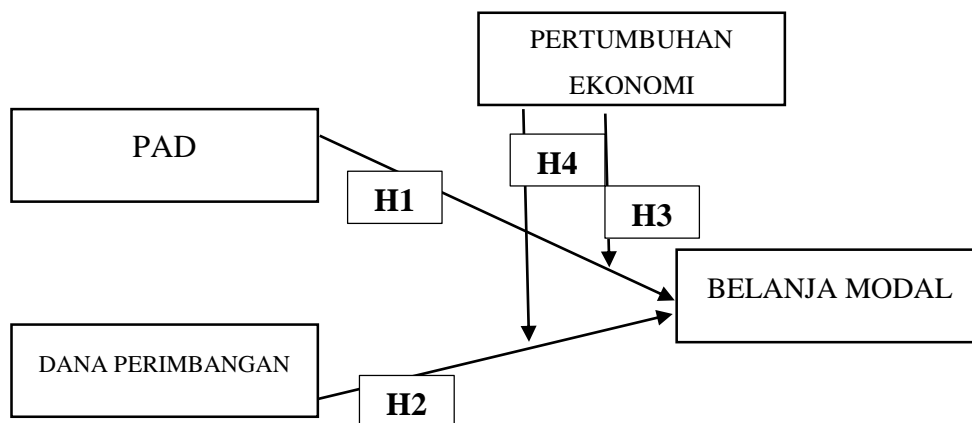 PERTUMBUHAN
EKONOMI
PAD
H4
H1
H3
BELANJA MODAL
DANA PERIMBANGAN
H2